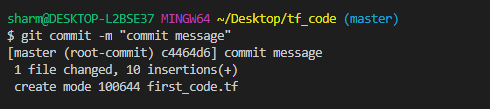 sharm@DESKTOP-L2BSE37 MINGW64 ~/Desktop/tf_code (master)
$ git commit -m "commit message"
[master (root-commit) c4464d6] commit message
 1 file changed, 10 insertions(+)
 create mode 100644 first_code.tf